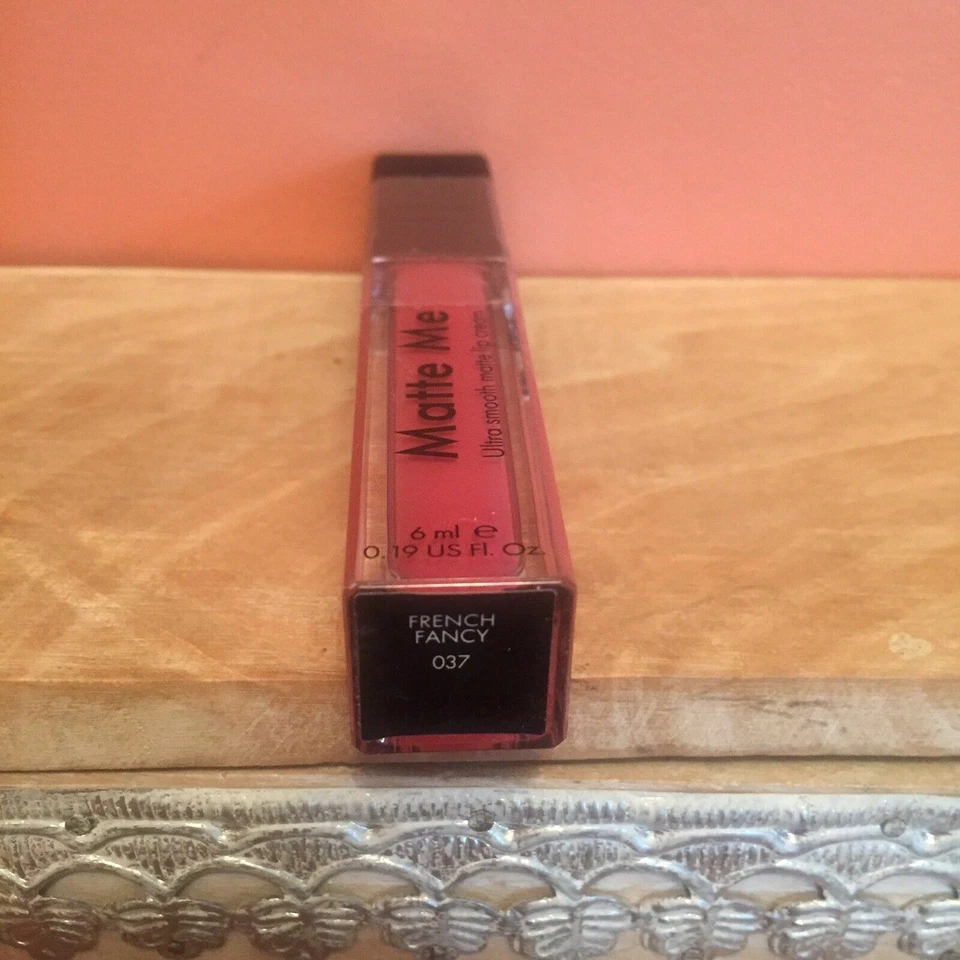 Matte Me
Ultra smooth matte lip cream
6 ml e
0.19 US Fl. Oz.
FRENCH
FANCY
037